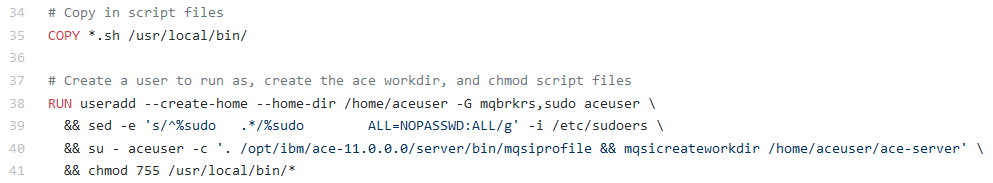 34 # Copy in script files
35 COPY *.sh /usr/local/bin/
36
37 # Create a user to run as, create the ace workdir, and chmod script files
38 RUN useradd --create-home --home-dir /home/aceuser -G mqbrkrs,sudo aceuser \
39   && sed -e 's/^%sudo   .*/%sudo        ALL=NOPASSWD:ALL/g' -i /etc/sudoers \
40   && su - aceuser -c '. /opt/ibm/ace-11.0.0.0/server/bin/mqsiprofile && mqsicreateworkdir /home/aceuser/ace-server' \
41   && chmod 755 /usr/local/bin/*